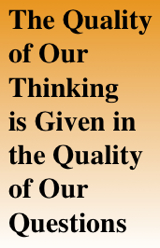 The Quality
of Our
Thinking
is Given in
the Quality
of Our
Questions